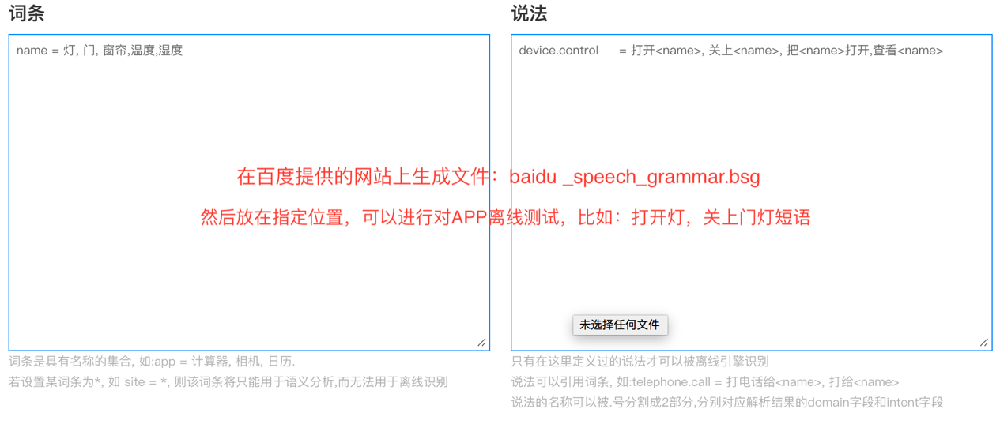 词条
name = 灯, 门, 窗帘,温度,湿度
词条是具有名称的集合, 如:app = 计算器, 相机, 日历.
若设置某词条为*, 如 site = *, 则该词条将只能用于语义分析,而无法用于离线识别
说法
device.control = 打开<name>, 关上<name>, 把<name>打开,查看<name>
在百度提供的网站上生成文件：baidu _speech_grammar.bsg
然后放在指定位置，可以进行对APP离线测试，比如：打开灯，关上门灯短语
未选择任何文件
只有在这里定义过的说法才可以被离线引擎识别
说法可以引用词条, 如:telephone.call = 打电话给<name>, 打给<name>
说法的名称可以被.号分割成2部分,分别对应解析结果的domain字段和intent字段